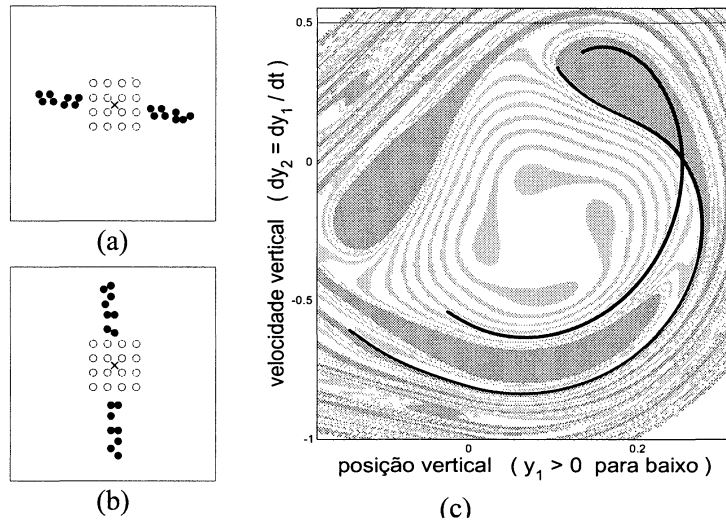 (a)
(b)
0.5
0
-0.5
-1
velocidade vertical ( dy₂ = dy₁ / dt )
0
0.2
posição vertical ( y₁ > 0 para baixo )
(c)